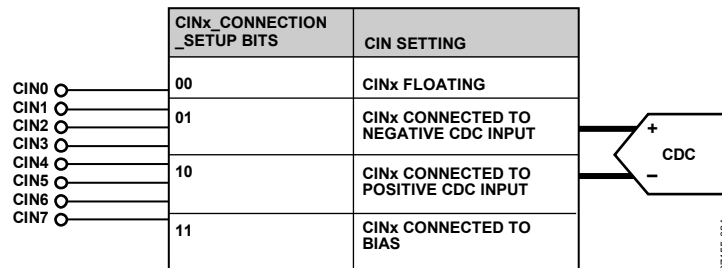 CINx_CONNECTION
_SETUP BITS
CIN SETTING
CIN0
CIN1
CIN2
CIN3
CIN4
CIN5
CIN6
CIN7
00
CINx FLOATING
01
CINx CONNECTED TO
NEGATIVE CDC INPUT
10
CINx CONNECTED TO
POSITIVE CDC INPUT
11
CINx CONNECTED TO
BIAS
+
CDC
−